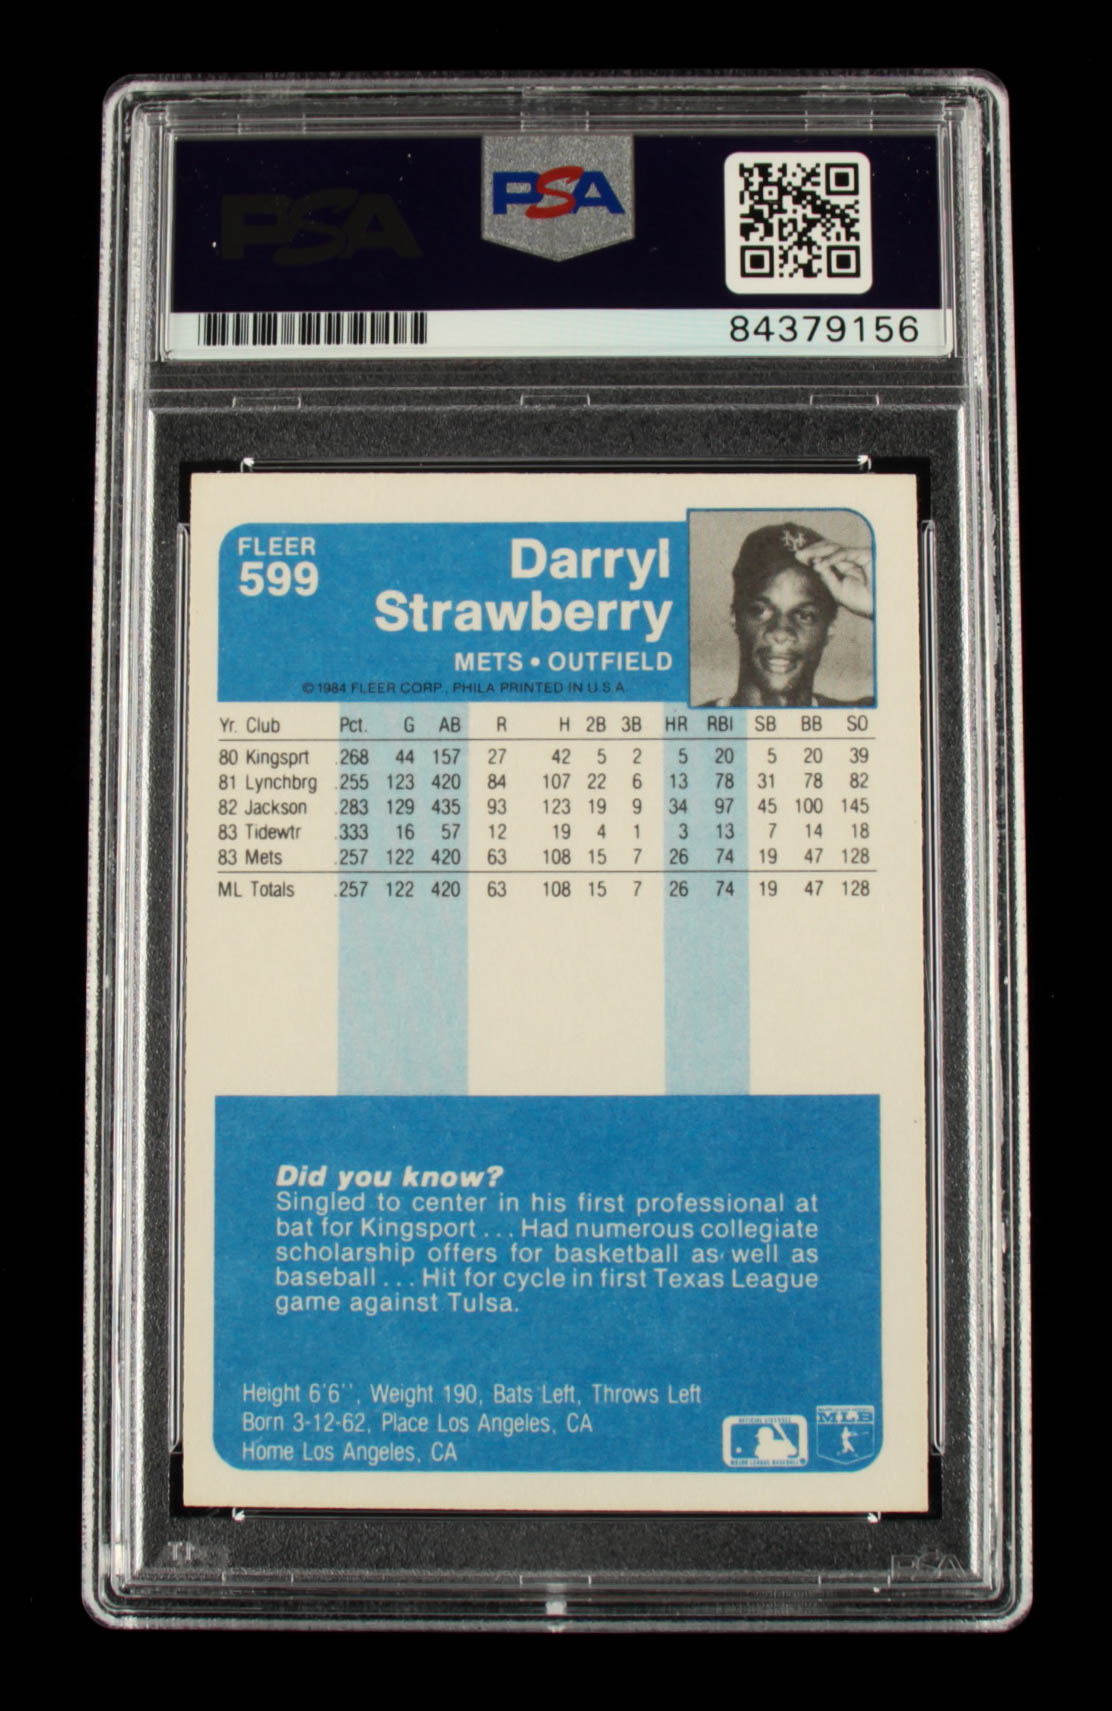 PSA
PSA
84379156
FLEER
599
Darryl
Strawberry
METS • OUTFIELD
© 1984 FLEER CORP., PHILA PRINTED IN U.S.A.
Yr. Club Pct. G AB R H 2B 3B HR RBI SB BB SO
80 Kingsprt .268 44 157 27 42 5 2 5 20 5 20 39
81 Lynchbrg .255 123 420 84 107 22 6 13 78 31 78 82
82 Jackson .283 129 435 93 123 19 9 34 97 45 100 145
83 Tidewtr .333 16 57 12 19 4 1 3 13 7 14 18
83 Mets .257 122 420 63 108 15 7 26 74 19 47 128
ML Totals .257 122 420 63 108 15 7 26 74 19 47 128
Did you know?
Singled to center in his first professional at
bat for Kingsport . . . Had numerous collegiate
scholarship offers for basketball as well as
baseball . . . Hit for cycle in first Texas League
game against Tulsa.
Height 6'6'', Weight 190, Bats Left, Throws Left
Born 3-12-62, Place Los Angeles, CA
Home Los Angeles, CA
MLB
MAJOR LEAGUE BASEBALL
PSA